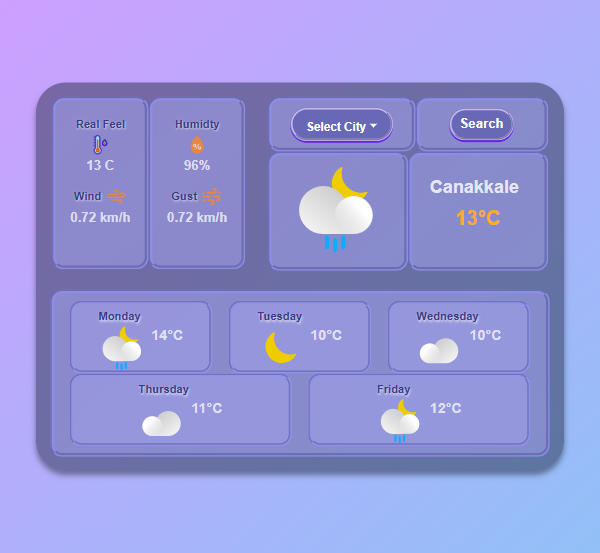 Real Feel
13 C
Wind
0.72 km/h
Humidty
%
96%
Gust
0.72 km/h
Select City
Search
Canakkale
13°C
Monday
14°C
Tuesday
10°C
Wednesday
10°C
Thursday
11°C
Friday
12°C